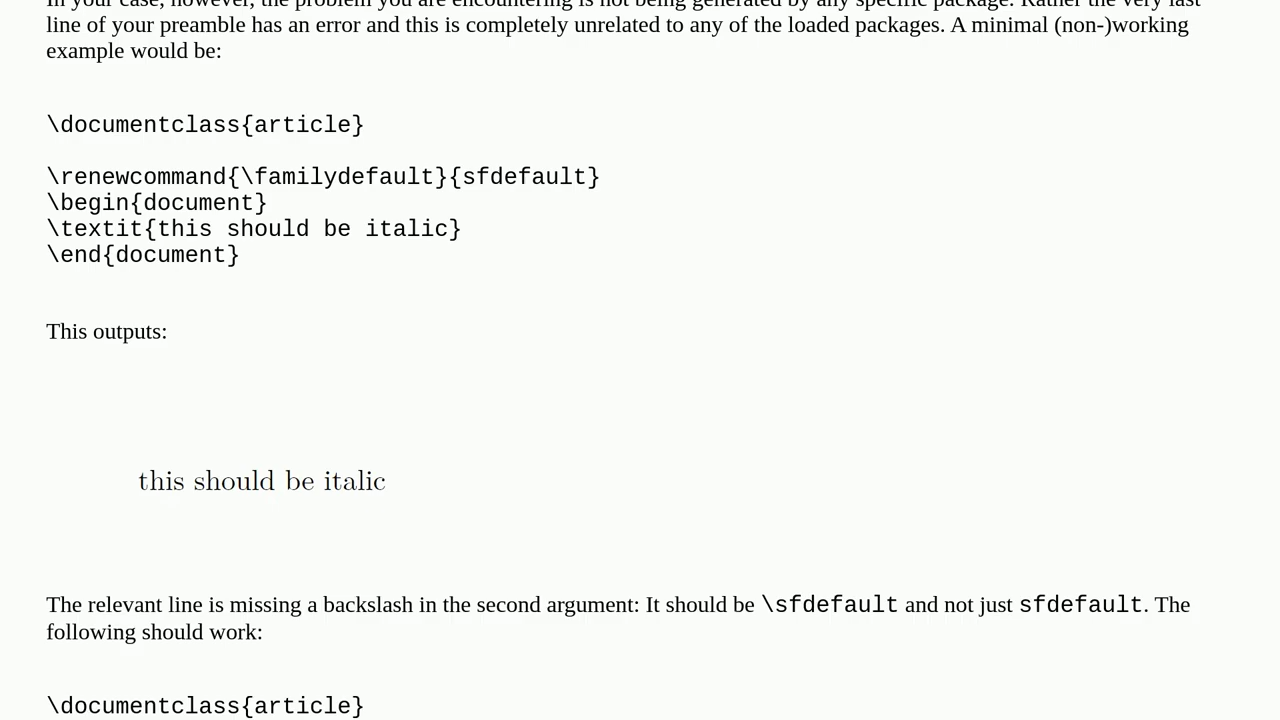 In your case, however, the problem you are encountering is not being generated by any specific package. Rather the very last
line of your preamble has an error and this is completely unrelated to any of the loaded packages. A minimal (non-)working
example would be:
\documentclass{article}
\renewcommand{\familydefault}{sfdefault}
\begin{document}
\textit{this should be italic}
\end{document}
This outputs:
this should be italic
The relevant line is missing a backslash in the second argument: It should be \sfdefault and not just sfdefault. The
following should work:
\documentclass{article}